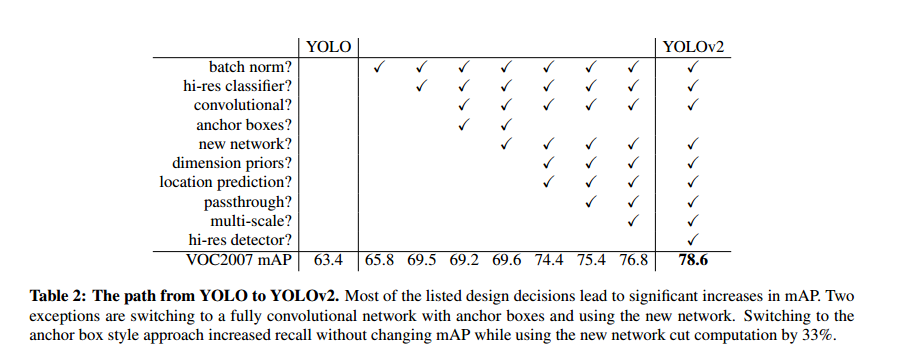 YOLO YOLOv2
batch norm? ✓ ✓ ✓ ✓ ✓ ✓ ✓ ✓
hi-res classifier? ✓ ✓ ✓ ✓ ✓ ✓ ✓
convolutional? ✓ ✓ ✓ ✓ ✓ ✓
anchor boxes? ✓ ✓
new network? ✓ ✓ ✓ ✓ ✓
dimension priors? ✓ ✓ ✓ ✓
location prediction? ✓ ✓ ✓ ✓
passthrough? ✓ ✓ ✓
multi-scale? ✓ ✓
hi-res detector? ✓
VOC2007 mAP 63.4 65.8 69.5 69.2 69.6 74.4 75.4 76.8 78.6
Table 2: The path from YOLO to YOLOv2. Most of the listed design decisions lead to significant increases in mAP. Two
exceptions are switching to a fully convolutional network with anchor boxes and using the new network. Switching to the
anchor box style approach increased recall without changing mAP while using the new network cut computation by 33%.